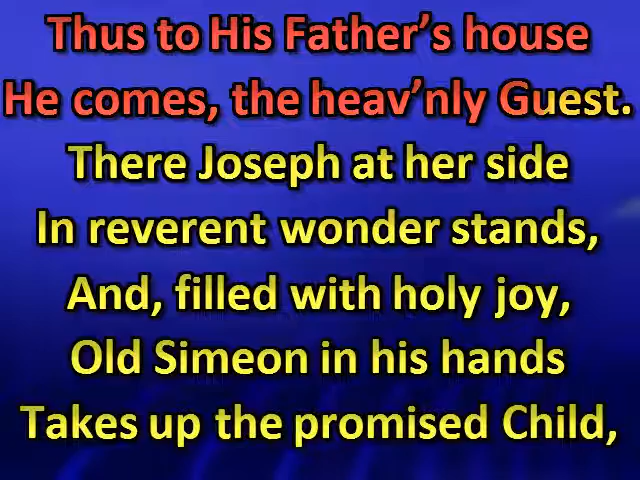 Thus to His Father’s house
He comes, the heav’nly Guest.
There Joseph at her side
In reverent wonder stands,
And, filled with holy joy,
Old Simeon in his hands
Takes up the promised Child,